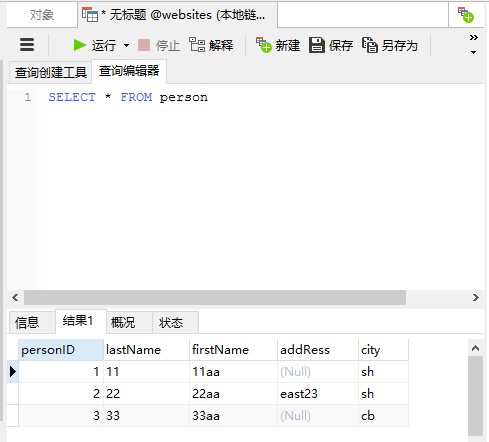 对象 * 无标题 @websites (本地链...
运行 停止 解释 新建 保存 另存为 »
查询创建工具 查询编辑器
1 SELECT * FROM person
信息 结果1 概况 状态
personID lastName firstName addRess city
1 11 11aa (Null) sh
2 22 22aa east23 sh
3 33 33aa (Null) cb